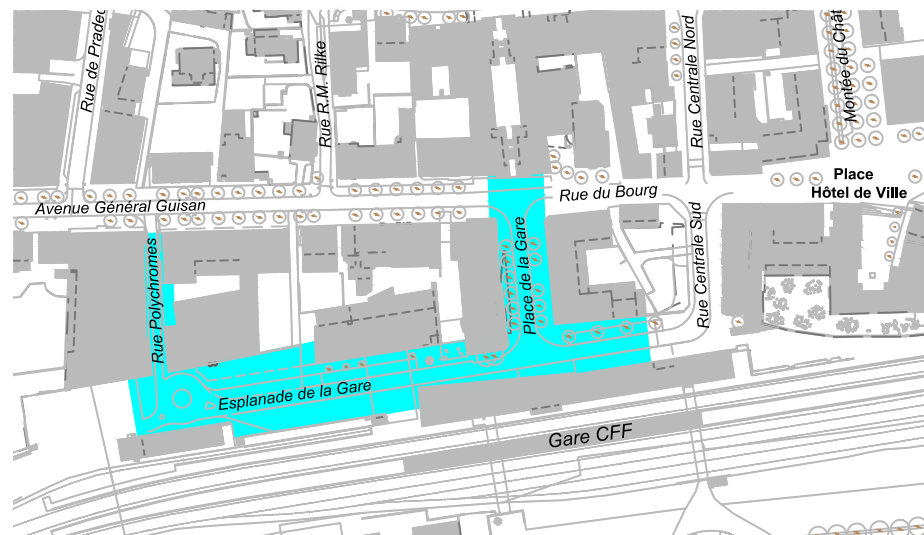 Rue de Pradec
Rue R.M. Rilke
Rue Centrale Nord
Montée du Chât
Place
Hôtel de Ville
Avenue Général Guisan
Rue du Bourg
Rue Polychromes
Place de la Gare
Rue Centrale Sud
Esplanade de la Gare
Gare CFF